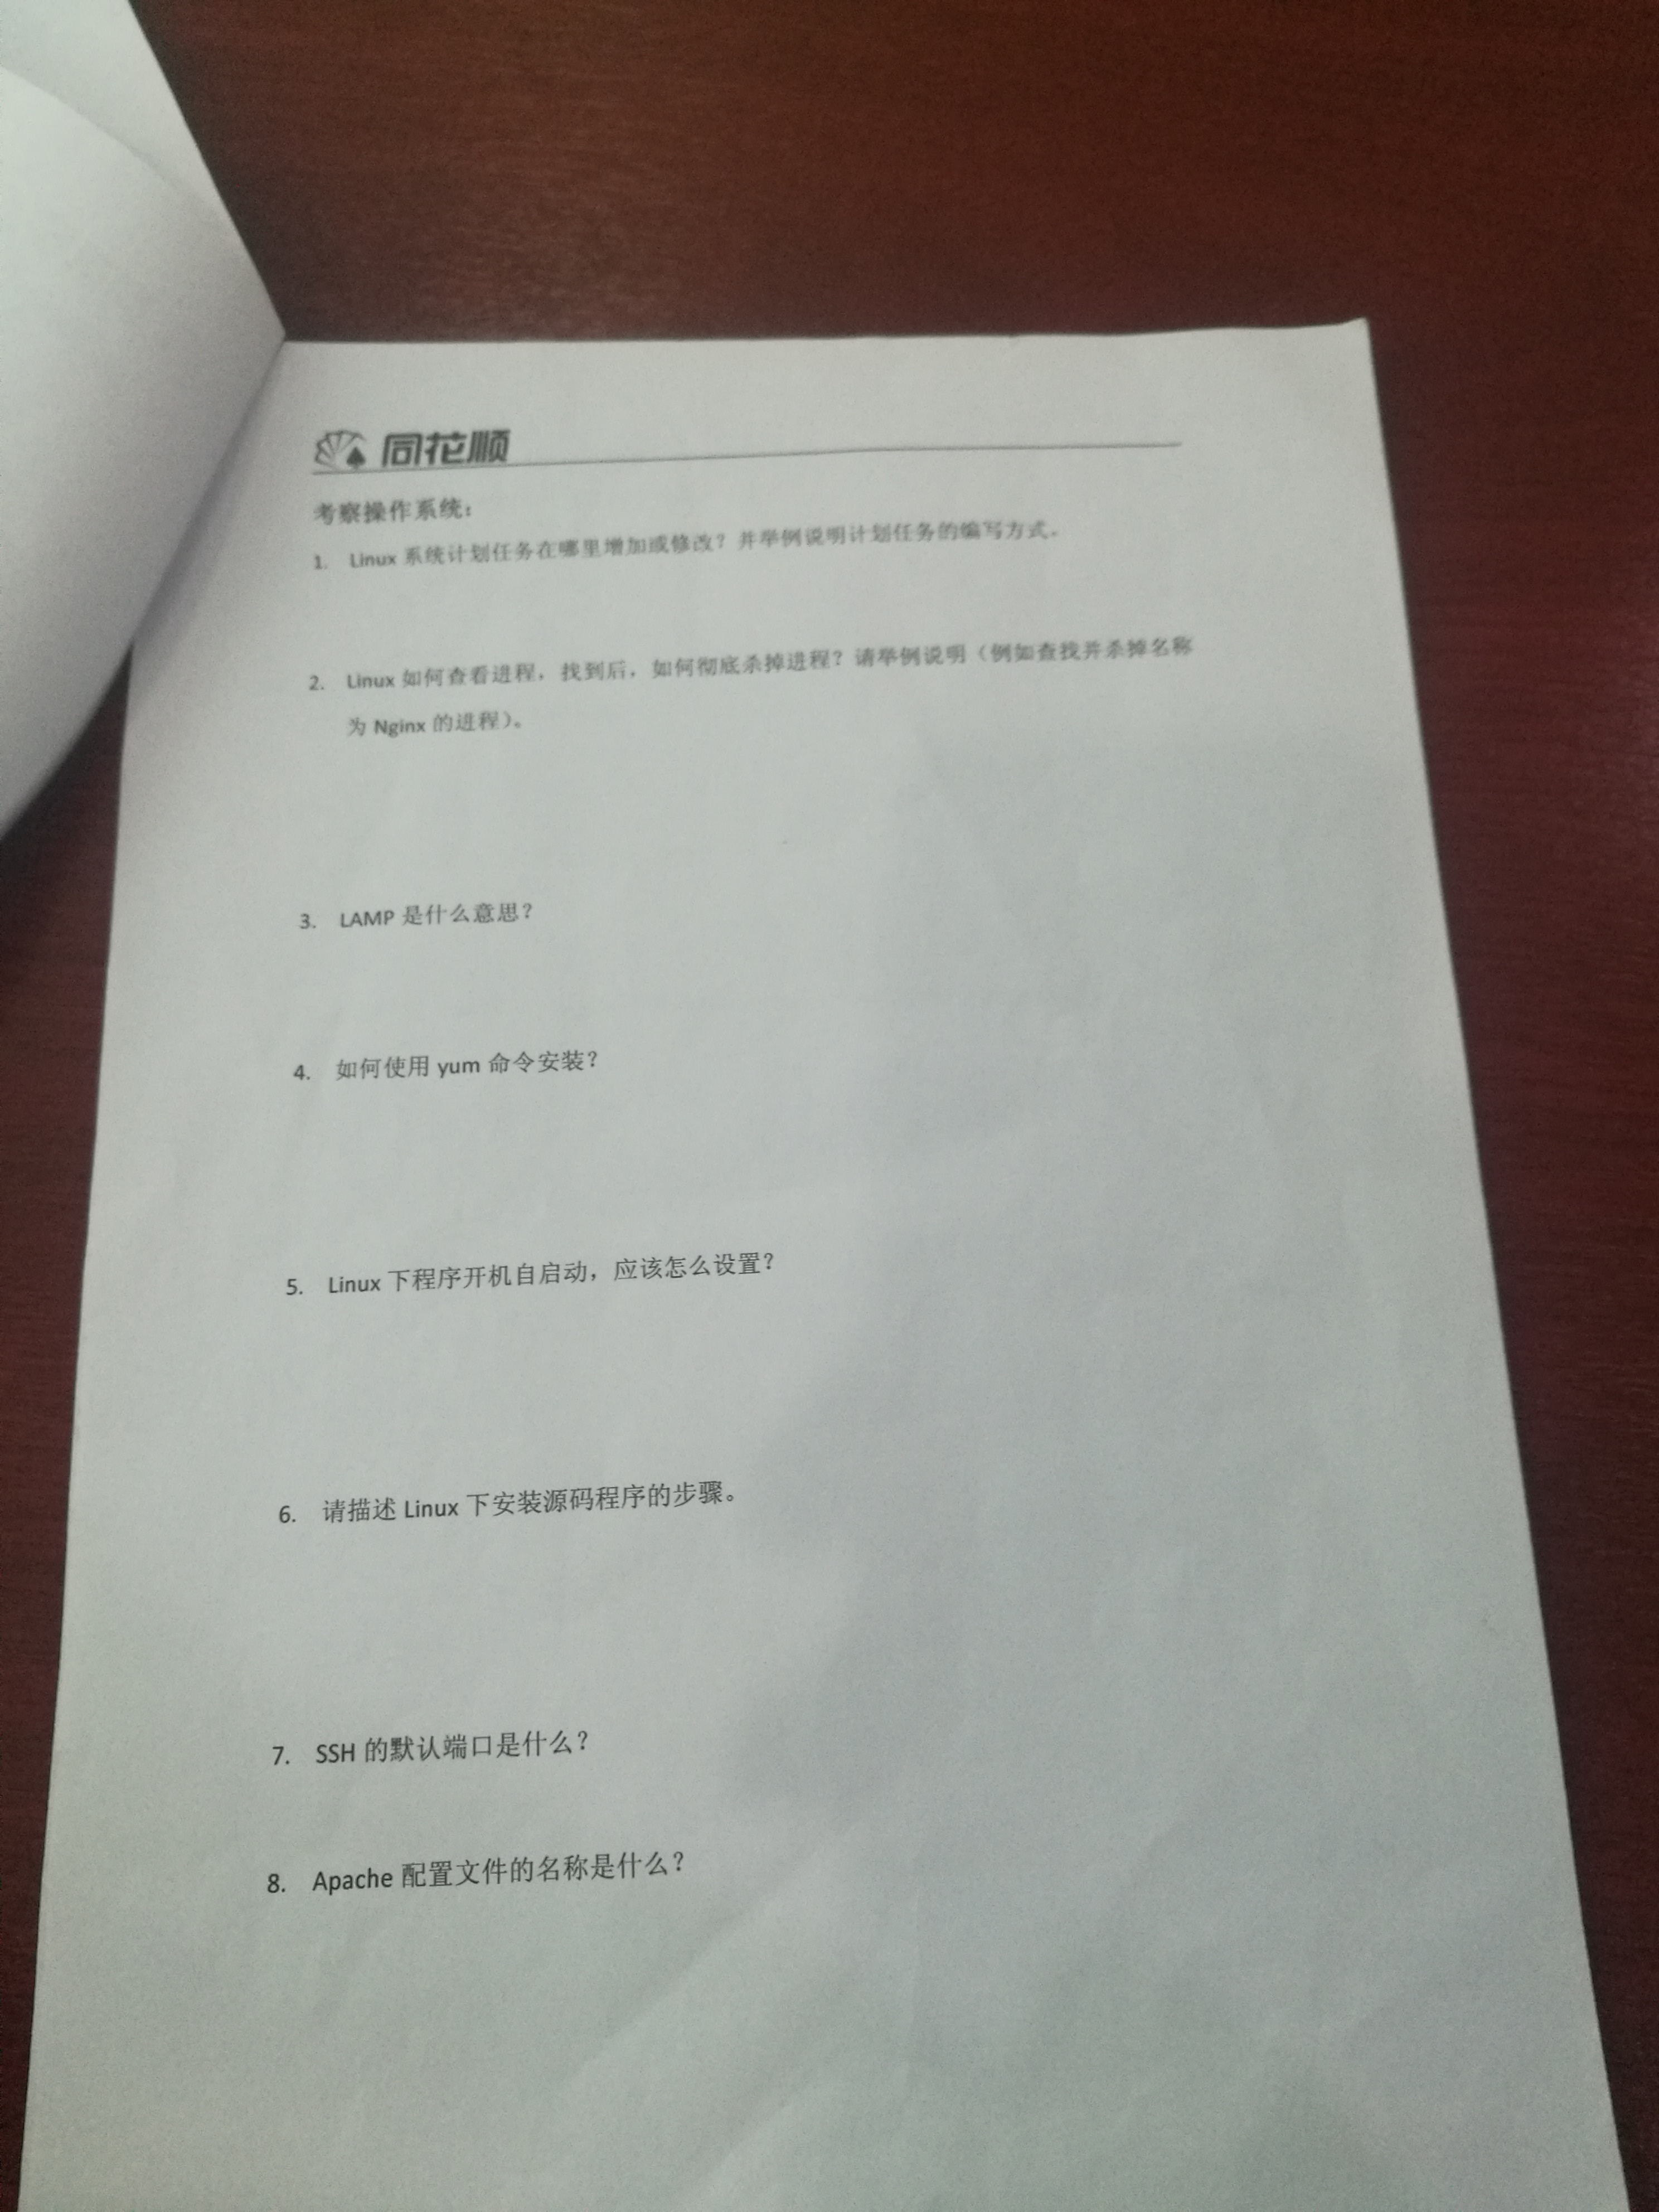 同花顺
考察操作系统：
1. Linux 系统计划任务在哪里增加或修改？并举例说明计划任务的编写方式。
2. Linux 如何查看进程，找到后，如何彻底杀掉进程？请举例说明（例如查找并杀掉名称
为 Nginx 的进程）。
3. LAMP 是什么意思？
4. 如何使用 yum 命令安装？
5. Linux 下程序开机自启动，应该怎么设置？
6. 请描述 Linux 下安装源码程序的步骤。
7. SSH 的默认端口是什么？
8. Apache 配置文件的名称是什么？